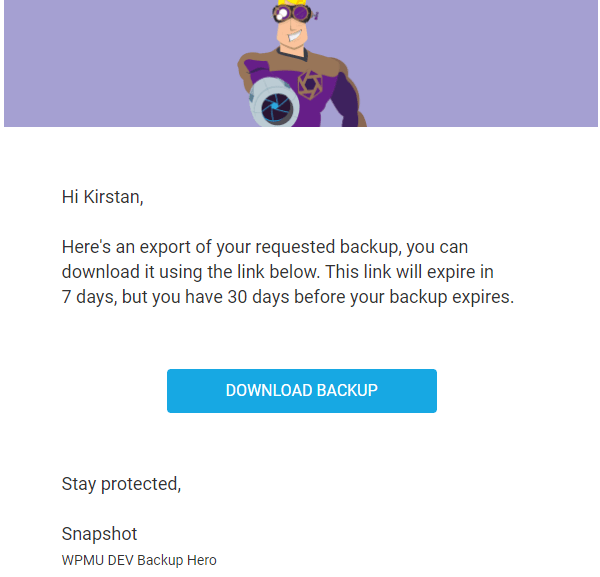 Hi Kirstan,
Here's an export of your requested backup, you can
download it using the link below. This link will expire in
7 days, but you have 30 days before your backup expires.
DOWNLOAD BACKUP
Stay protected,
Snapshot
WPMU DEV Backup Hero